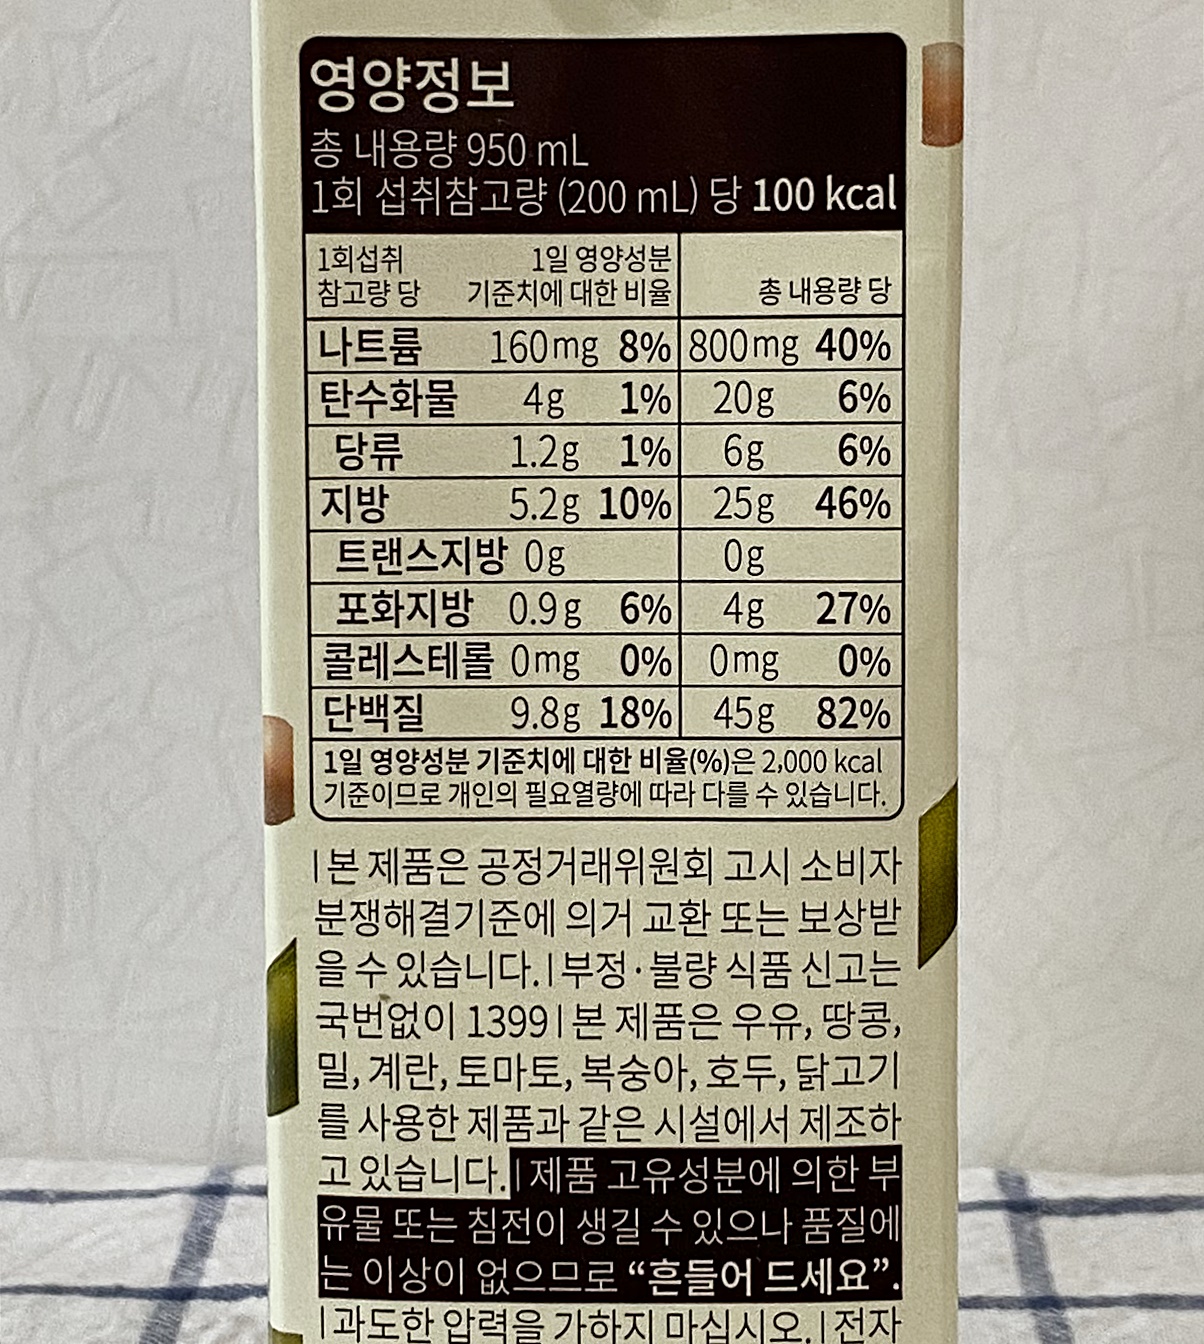 영양정보
총 내용량 950 mL
1회 섭취참고량 (200 mL) 당 100 kcal
1회섭취 1일 영양성분
참고량 당 기준치에 대한 비율 총 내용량 당
나트륨 160mg 8% 800mg 40%
탄수화물 4g 1% 20g 6%
당류 1.2g 1% 6g 6%
지방 5.2g 10% 25g 46%
트랜스지방 0g 0g
포화지방 0.9g 6% 4g 27%
콜레스테롤 0mg 0% 0mg 0%
단백질 9.8g 18% 45g 82%
1일 영양성분 기준치에 대한 비율(%)은 2,000 kcal
기준이므로 개인의 필요열량에 따라 다를 수 있습니다.
|본 제품은 공정거래위원회 고시 소비자
분쟁해결기준에 의거 교환 또는 보상받
을 수 있습니다.|부정·불량 식품 신고는
국번없이 1399|본 제품은 우유, 땅콩,
밀, 계란, 토마토, 복숭아, 호두, 닭고기
를 사용한 제품과 같은 시설에서 제조하
고 있습니다.|제품 고유성분에 의한 부
유물 또는 침전이 생길 수 있으나 품질에
는 이상이 없으므로 “흔들어 드세요”.
|과도한 압력을 가하지 마십시오.|전자